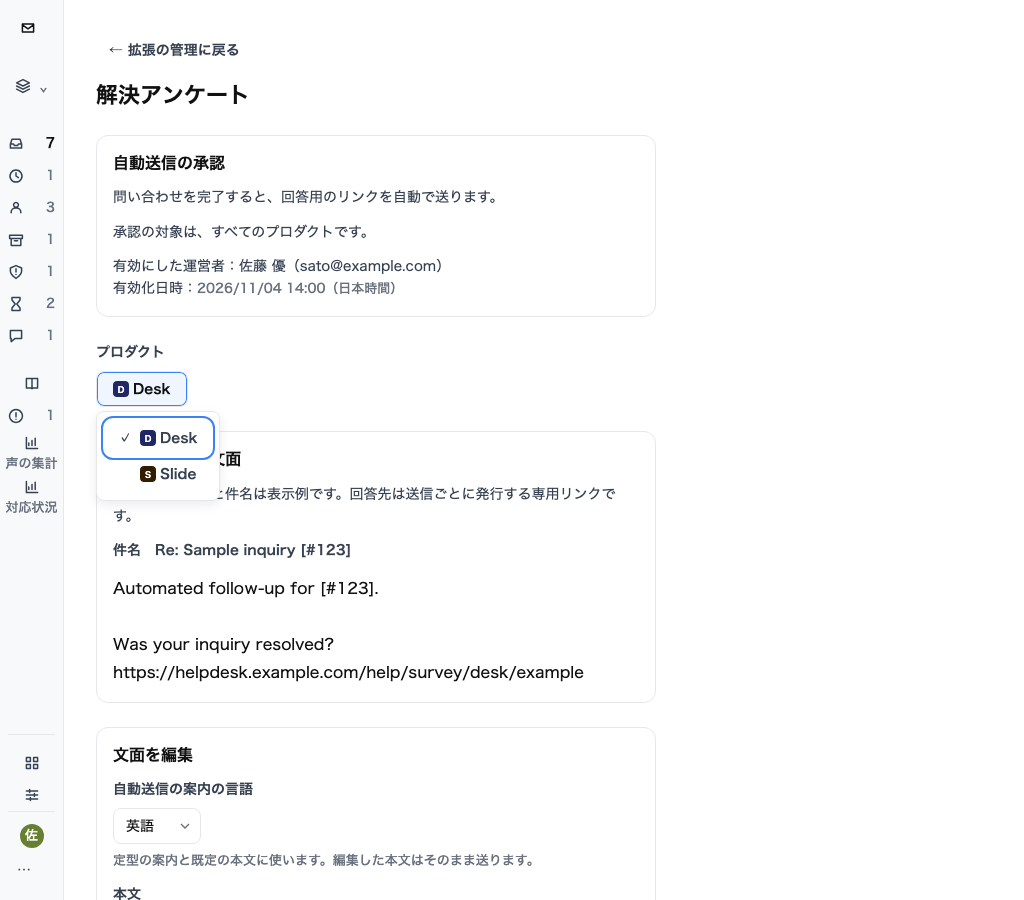 ← 拡張の管理に戻る
解決アンケート
自動送信の承認
問い合わせを完了すると、回答用のリンクを自動で送ります。
承認の対象は、すべてのプロダクトです。
有効にした運営者：佐藤 優（sato@example.com）
有効化日時：2026/11/04 14:00（日本時間）
プロダクト
D Desk
✓ D Desk
S Slide
文面
件名は表示例です。回答先は送信ごとに発行する専用リンクで
す。
件名 Re: Sample inquiry [#123]
Automated follow-up for [#123].
Was your inquiry resolved?
https://helpdesk.example.com/help/survey/desk/example
文面を編集
自動送信の案内の言語
英語
定型の案内と既定の本文に使います。編集した本文はそのまま送ります。
本文
7
1
3
1
1
2
1
1
声の集計
対応状況
佐
…